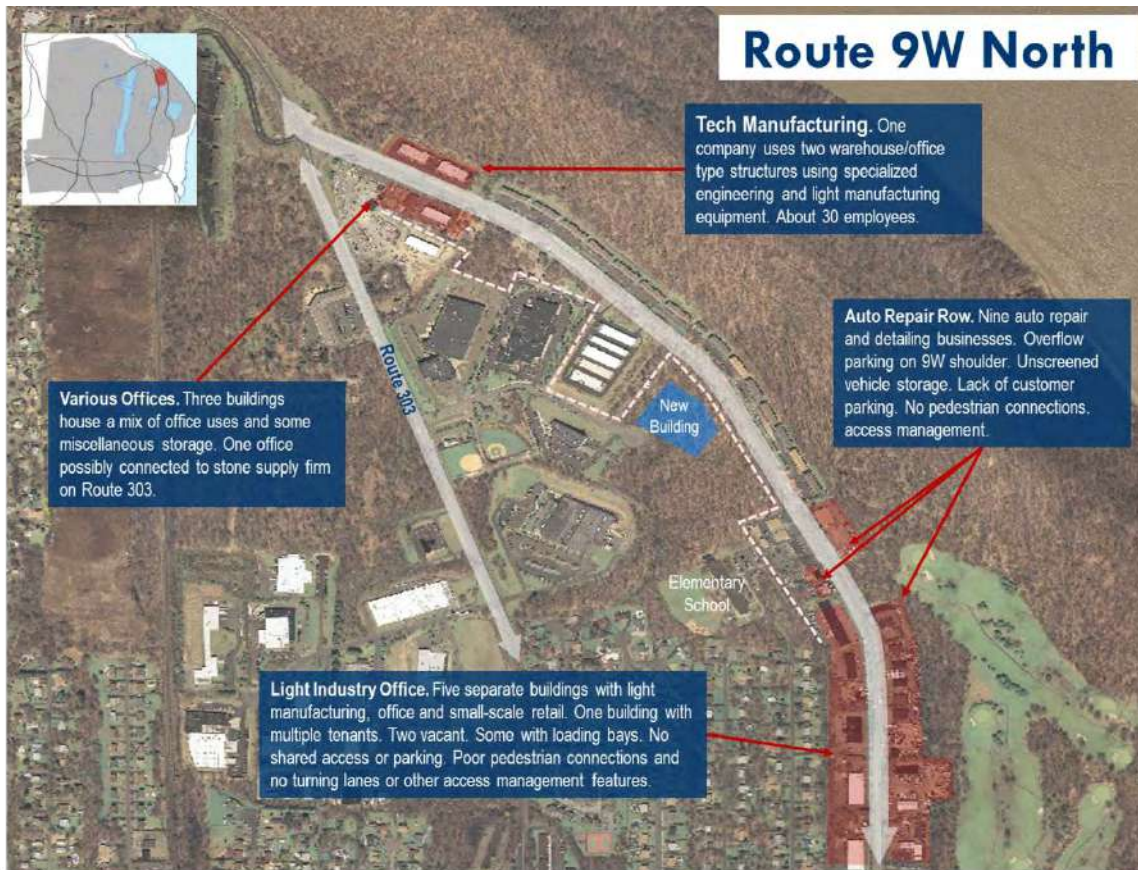 Route 9W North
Tech Manufacturing. One
company uses two warehouse/office
type structures using specialized
engineering and light manufacturing
equipment. About 30 employees.
Auto Repair Row. Nine auto repair
and detailing businesses. Overflow
parking on 9W shoulder. Unscreened
vehicle storage. Lack of customer
parking. No pedestrian connections.
access management.
Route 303
Various Offices. Three buildings
house a mix of office uses and some
miscellaneous storage. One office
possibly connected to stone supply firm
on Route 303.
New
Building
Elementary
School
Light Industry Office. Five separate buildings with light
manufacturing, office and small-scale retail. One building with
multiple tenants. Two vacant. Some with loading bays. No
shared access or parking. Poor pedestrian connections and
no turning lanes or other access management features.